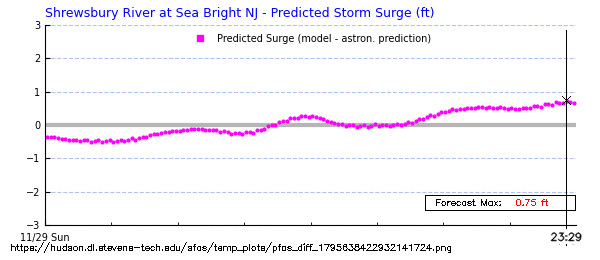 Shrewsbury River at Sea Bright NJ - Predicted Storm Surge (ft)
3
Predicted Surge (model - astron. prediction)
2
1
0
−1
−2
Forecast Max: 0.75 ft
−3
11/29 Sun 23:29
https://hudson.dl.stevens-tech.edu/sfas/temp_plots/pfas_diff_1795638422932141724.png